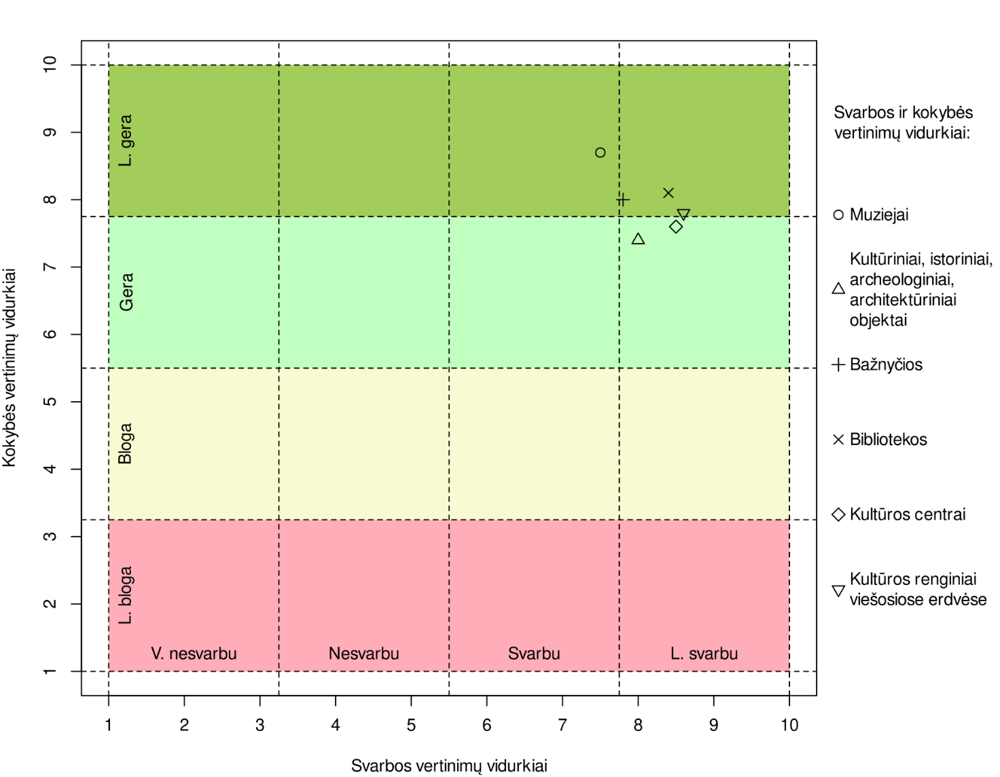 Kokybės vertinimų vidurkiai
10
9
8
7
6
5
4
3
2
1
L. gera
Gera
Bloga
L. bloga
V. nesvarbu
Nesvarbu
Svarbu
L. svarbu
1
2
3
4
5
6
7
8
9
10
Svarbos vertinimų vidurkiai
Svarbos ir kokybės
vertinimų vidurkiai:
Muziejai
Kultūriniai, istoriniai,
archeologiniai,
architektūriniai
objektai
Bažnyčios
Bibliotekos
Kultūros centrai
Kultūros renginiai
viešosiose erdvėse